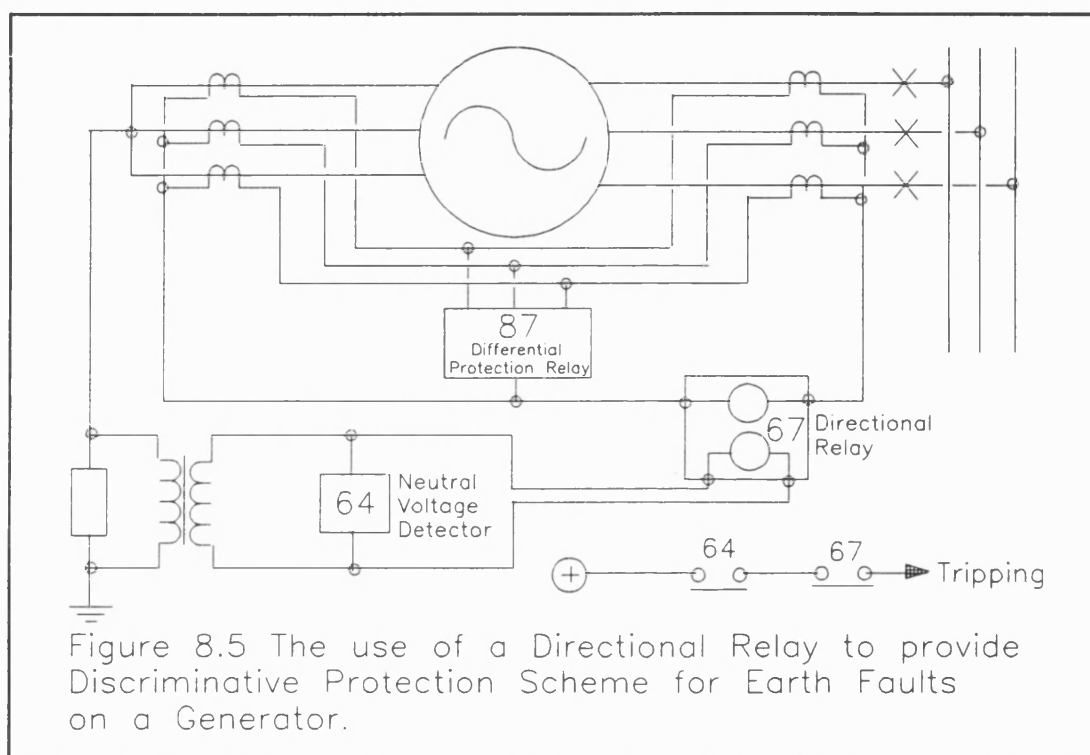 87
Differential
Protection Relay
67
Directional
Relay
64
Neutral
Voltage
Detector
64
67
Tripping
Figure 8.5 The use of a Directional Relay to provide
Discriminative Protection Scheme for Earth Faults
on a Generator.